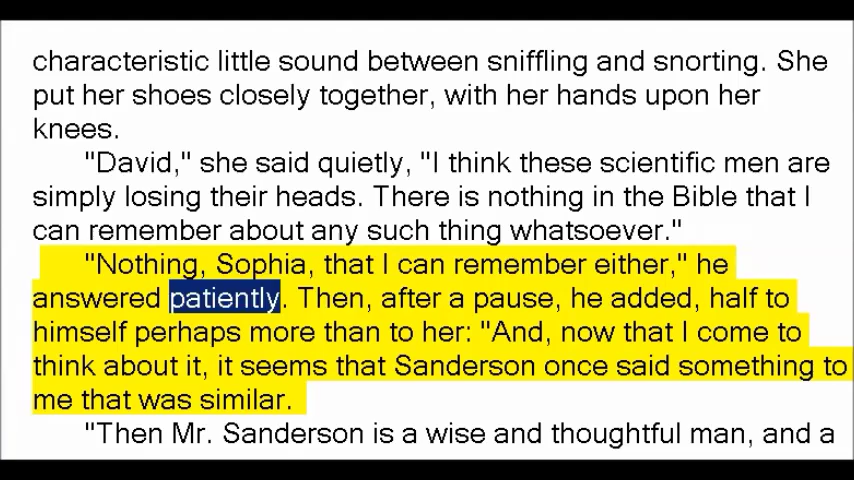 characteristic little sound between sniffling and snorting. She
put her shoes closely together, with her hands upon her
knees.
"David," she said quietly, "I think these scientific men are
simply losing their heads. There is nothing in the Bible that I
can remember about any such thing whatsoever."
"Nothing, Sophia, that I can remember either," he
answered patiently. Then, after a pause, he added, half to
himself perhaps more than to her: "And, now that I come to
think about it, it seems that Sanderson once said something to
me that was similar.
"Then Mr. Sanderson is a wise and thoughtful man, and a